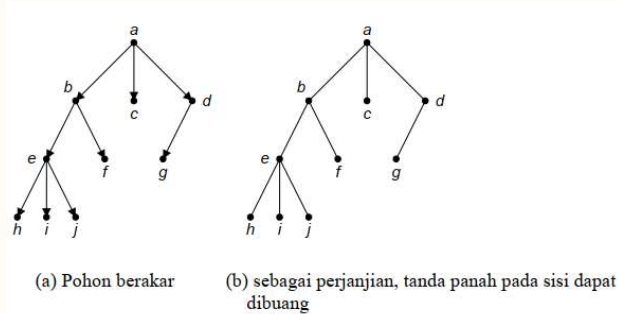 a a
b b
c d c d
e f g e f g
h i j h i j
(a) Pohon berakar (b) sebagai perjanjian, tanda panah pada sisi dapat
dibuang